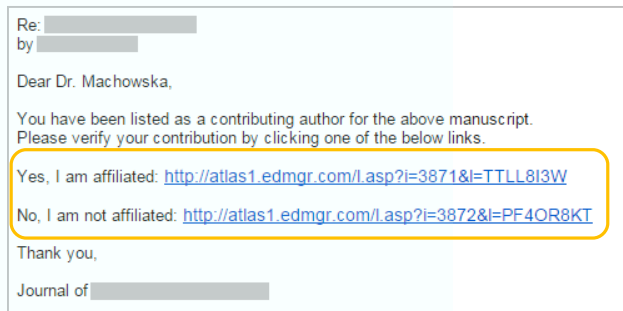 Re:
by
Dear Dr. Machowska,
You have been listed as a contributing author for the above manuscript.
Please verify your contribution by clicking one of the below links.
Yes, I am affiliated: http://atlas1.edmgr.com/l.asp?i=3871&l=TTLL8I3W
No, I am not affiliated: http://atlas1.edmgr.com/l.asp?i=3872&l=PF4OR8KT
Thank you,
Journal of